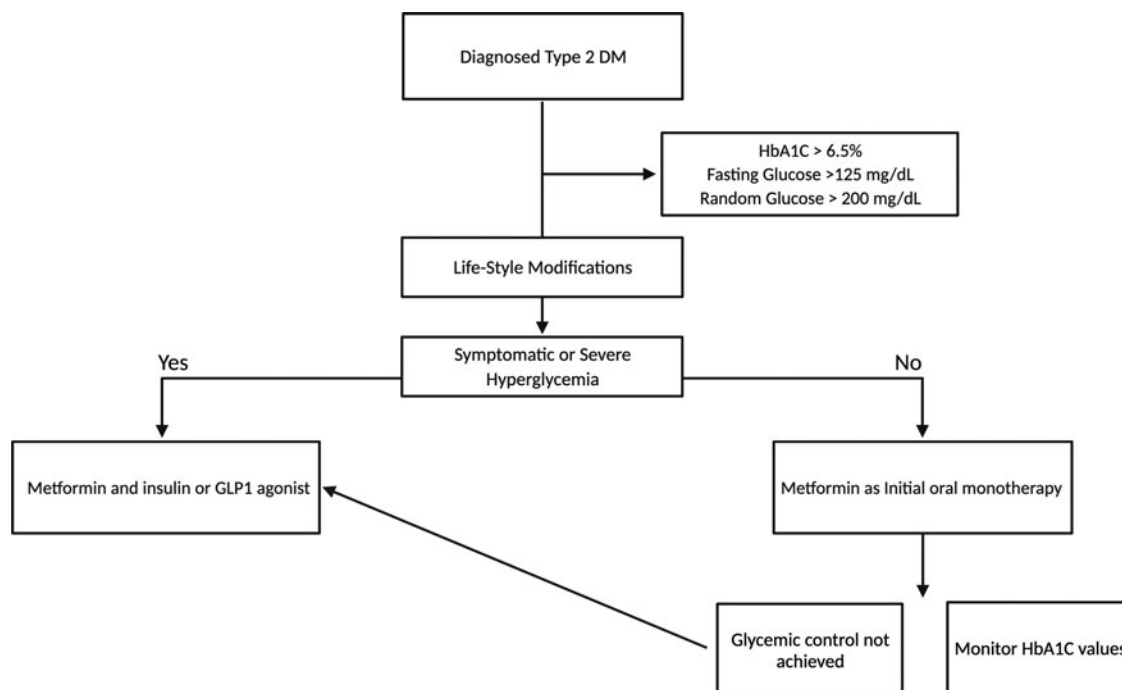 Diagnosed Type 2 DM
HbA1C > 6.5%
Fasting Glucose >125 mg/dL
Random Glucose > 200 mg/dL
Life-Style Modifications
Symptomatic or Severe
Hyperglycemia
Yes
No
Metformin and insulin or GLP1 agonist
Metformin as Initial oral monotherapy
Glycemic control not
achieved
Monitor HbA1C values